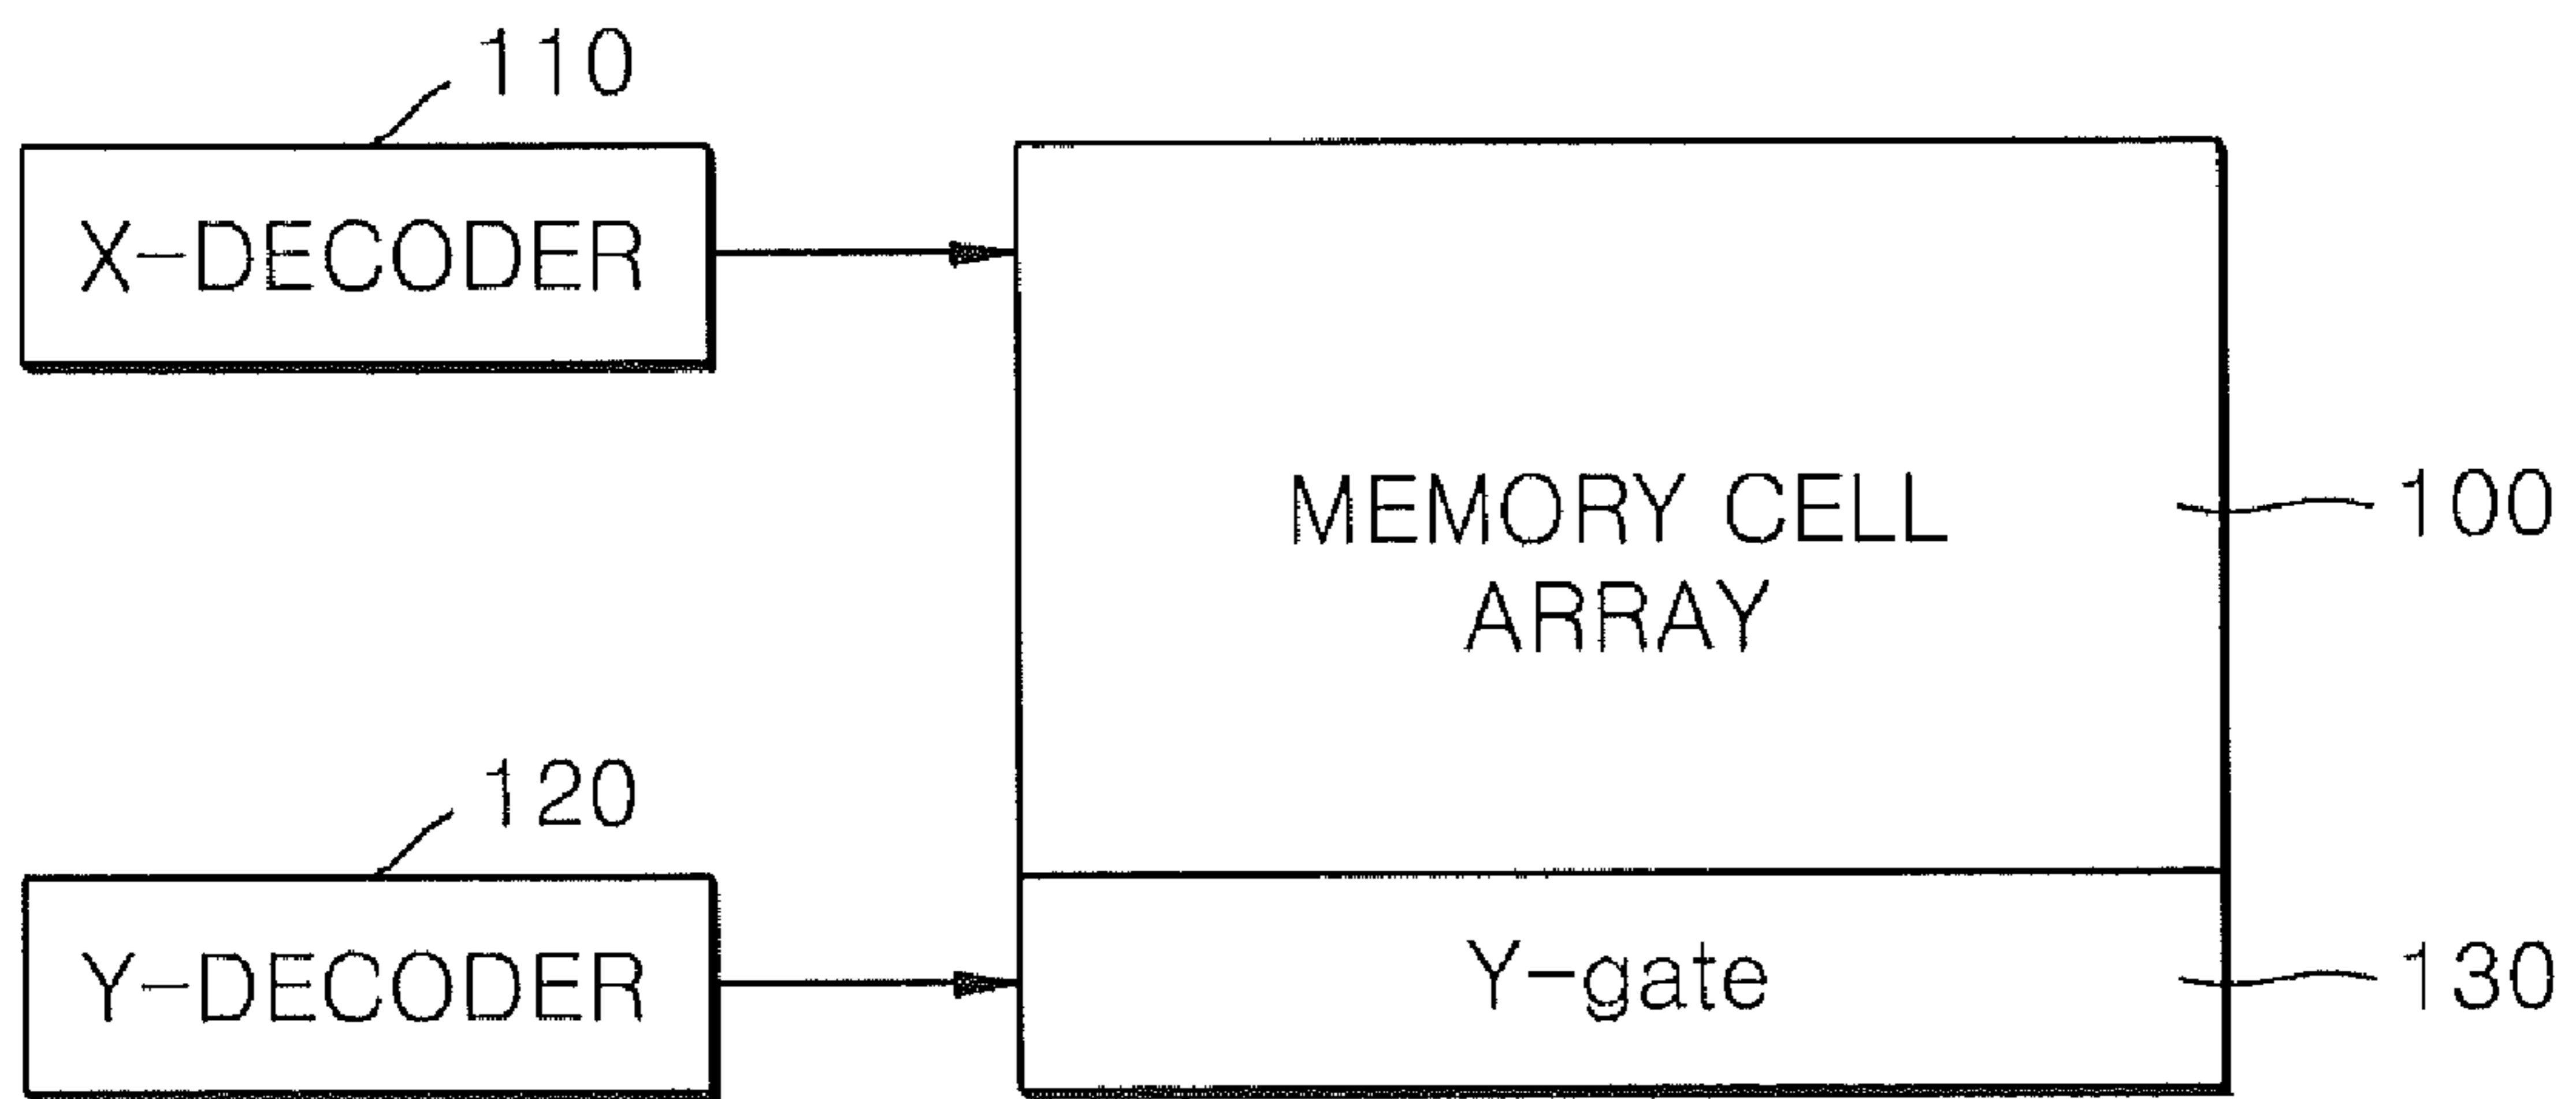 110
X-DECODER
MEMORY CELL
ARRAY
100
120
Y-DECODER
Y-gate
130